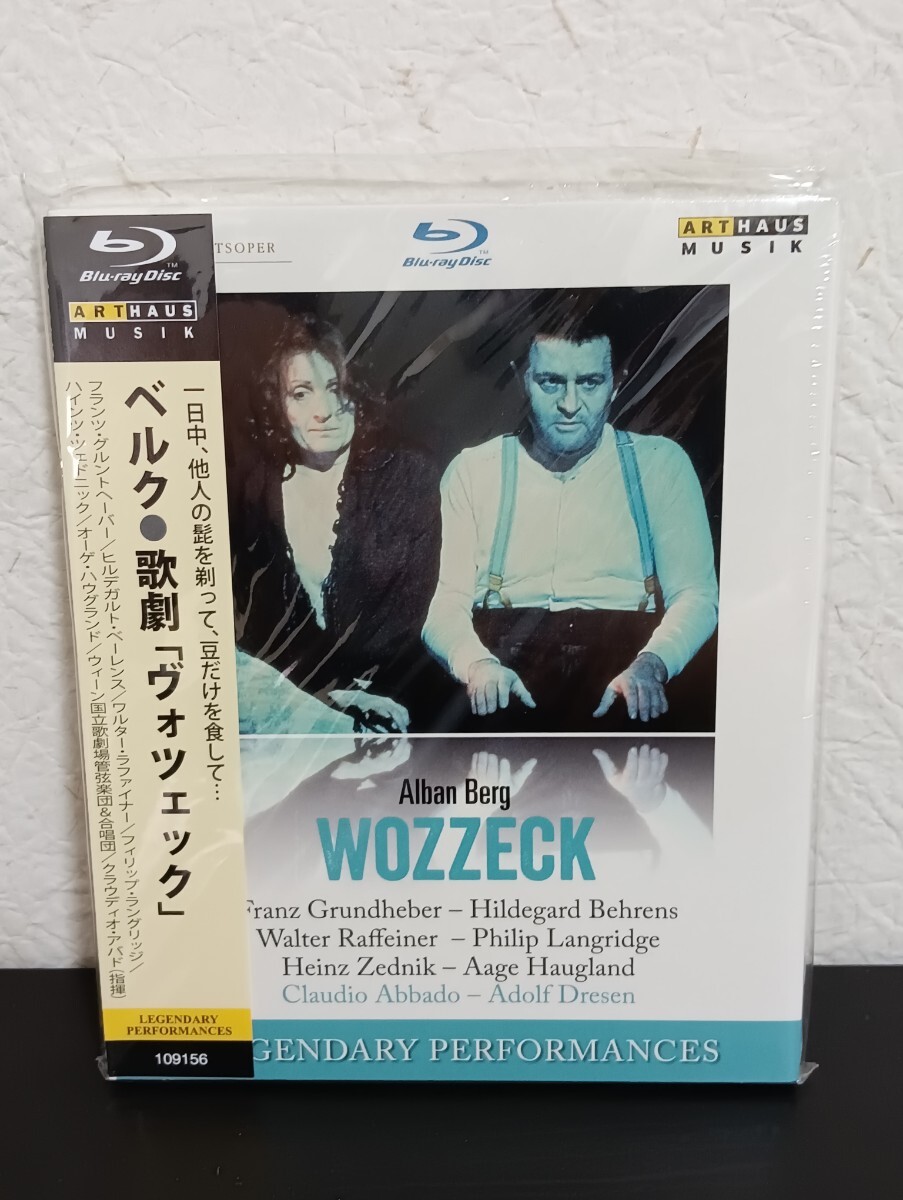 Blu-ray Disc™
ARTHAUS
MUSIK
一日中、他人の髭を剃って、豆だけを食して…
ベルク●歌劇「ヴォツェック」
フランツ・グルントヘーバー/ヒルデガルト・ベーレンス/ワルター・ラファイナー/フィリップ・ラングリッジ/
ハインツ・ツェドニック/オーゲ・ハウグランド/ウィーン国立歌劇場管弦楽団&合唱団/クラウディオ・アバド(指揮)
LEGENDARY
PERFORMANCES
109156
TSOPER
Blu-ray Disc
ARTHAUS
MUSIK
Alban Berg
WOZZECK
Franz Grundheber – Hildegard Behrens
Walter Raffeiner – Philip Langridge
Heinz Zednik – Aage Haugland
Claudio Abbado – Adolf Dresen
GENDARY PERFORMANCES